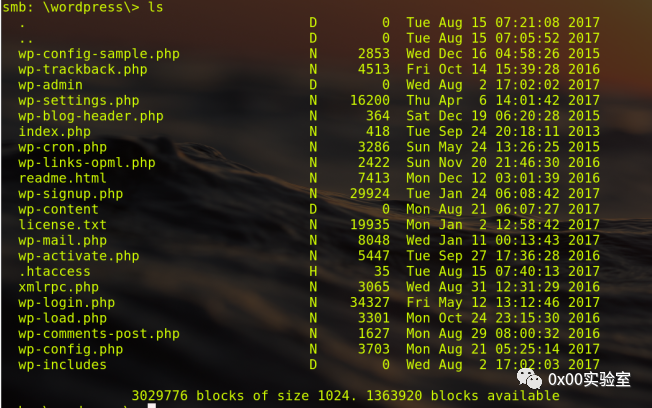 smb: \wordpress\> ls
. D 0 Tue Aug 15 07:21:08 2017
.. D 0 Tue Aug 15 07:05:52 2017
wp-config-sample.php N 2853 Wed Dec 16 04:58:26 2015
wp-trackback.php N 4513 Fri Oct 14 15:39:28 2016
wp-admin D 0 Wed Aug 2 17:02:02 2017
wp-settings.php N 16200 Thu Apr 6 14:01:42 2017
wp-blog-header.php N 364 Sat Dec 19 06:20:28 2015
index.php N 418 Tue Sep 24 20:18:11 2013
wp-cron.php N 3286 Sun May 24 13:26:25 2015
wp-links-opml.php N 2422 Sun Nov 20 21:46:30 2016
readme.html N 7413 Mon Dec 12 03:01:39 2016
wp-signup.php N 29924 Tue Jan 24 06:08:42 2017
wp-content D 0 Mon Aug 21 06:07:27 2017
license.txt N 19935 Mon Jan 2 12:58:42 2017
wp-mail.php N 8048 Wed Jan 11 00:13:43 2017
wp-activate.php N 5447 Tue Sep 27 17:36:28 2016
.htaccess H 35 Tue Aug 15 07:40:13 2017
xmlrpc.php N 3065 Wed Aug 31 12:31:29 2016
wp-login.php N 34327 Fri May 12 13:12:46 2017
wp-load.php N 3301 Mon Oct 24 23:15:30 2016
wp-comments-post.php N 1627 Mon Aug 29 08:00:32 2016
wp-config.php N 3703 Mon Aug 21 05:25:14 2017
wp-includes D 0 Wed Aug 2 17:02:03 2017
3029776 blocks of size 1024. 1363920 blocks available
0x00实验室